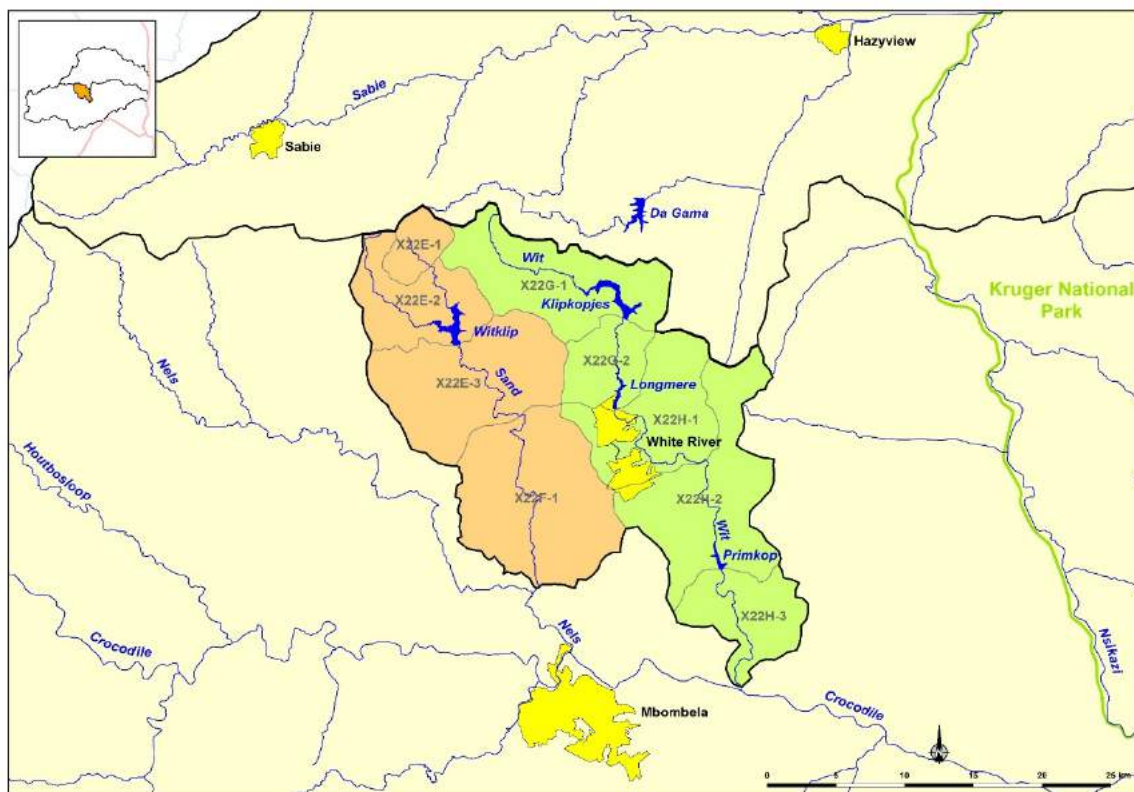 Hazyview
Sabie
Sabie
Da Gama
X22E-1
Wit
X22G-1
Klipkopjes
X22E-2
Witklip
Kruger National
Park
X22G-2
X22E-3
Sand
Longmere
Nels
X22H-1
White River
Houtbosloop
X22F-1
X22H-2
Wit
Primkop
X22H-3
Nels
Nsikazi
Crocodile
Crocodile
Mbombela
0 5 10 15 20 25 km